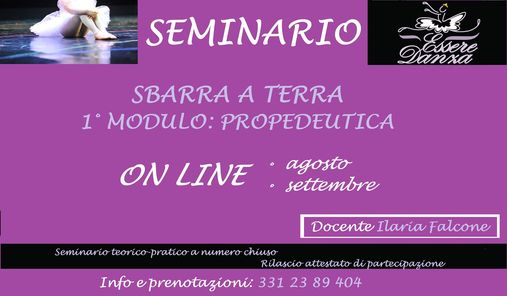 SEMINARIO
Essere
Danza
SBARRA A TERRA
1° MODULO: PROPEDEUTICA
ON LINE
• agosto
• settembre
Docente Ilaria Falcone
Seminario teorico-pratico a numero chiuso
Rilascio attestato di partecipazione
Info e prenotazioni: 331 23 89 404